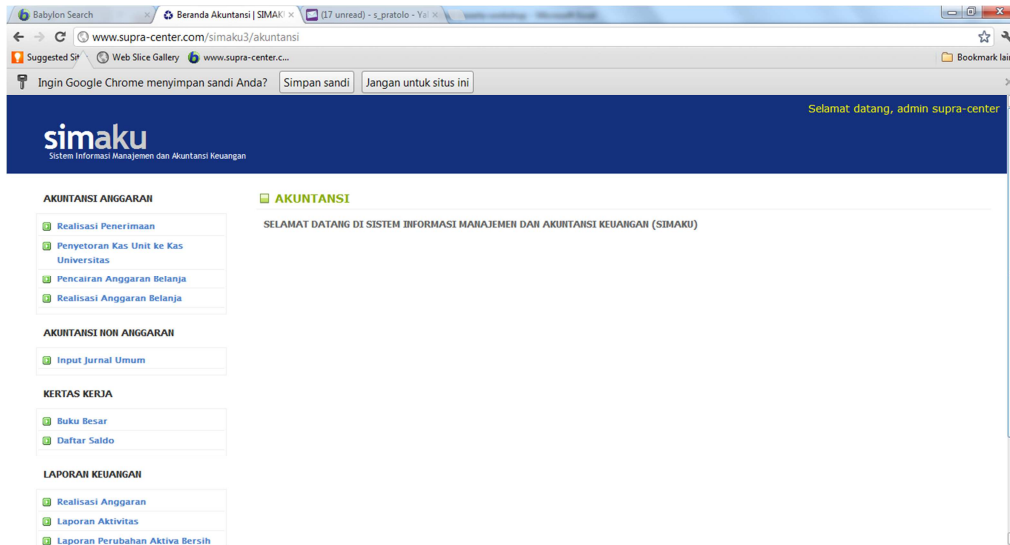 Babylon Search
Beranda Akuntansi | SIMAK
(17 unread) - s_pratolo - Ya!
www.supra-center.com/simaku3/akuntansi
Suggested Sit
Web Slice Gallery
www.supra-center.c...
Bookmark lai
Ingin Google Chrome menyimpan sandi Anda?
Simpan sandi
Jangan untuk situs ini
Selamat datang, admin supra-center
simaku
Sistem Informasi Manajemen dan Akuntansi Keuangan
AKUNTANSI ANGGARAN
Realisasi Penerimaan
Penyetoran Kas Unit ke Kas
Universitas
Pencairan Anggaran Belanja
Realisasi Anggaran Belanja
AKUNTANSI NON ANGGARAN
Input Jurnal Umum
KERTAS KERJA
Buku Besar
Daftar Saldo
LAPORAN KEUANGAN
Realisasi Anggaran
Laporan Aktivitas
Laporan Perubahan Aktiva Bersih
AKUNTANSI
SELAMAT DATANG DI SISTEM INFORMASI MANAJEMEN DAN AKUNTANSI KEUANGAN (SIMAKU)